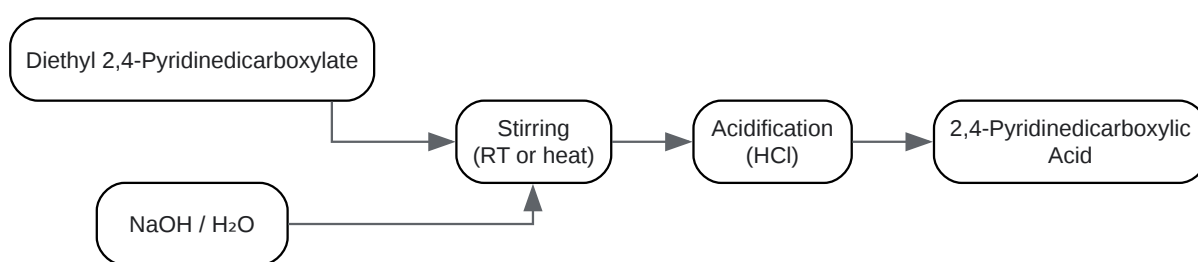 Diethyl 2,4-Pyridinedicarboxylate
NaOH / H₂O
Stirring
(RT or heat)
Acidification
(HCl)
2,4-Pyridinedicarboxylic
Acid